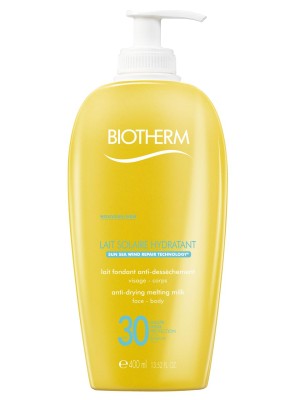 BIOTHERM
LAIT SOLAIRE HYDRATANT
SUN SEA WIND REPAIR TECHNOLOGY
lait fondant anti-dessèchement
visage - corps
anti-drying melting milk
face - body
30
400 ml